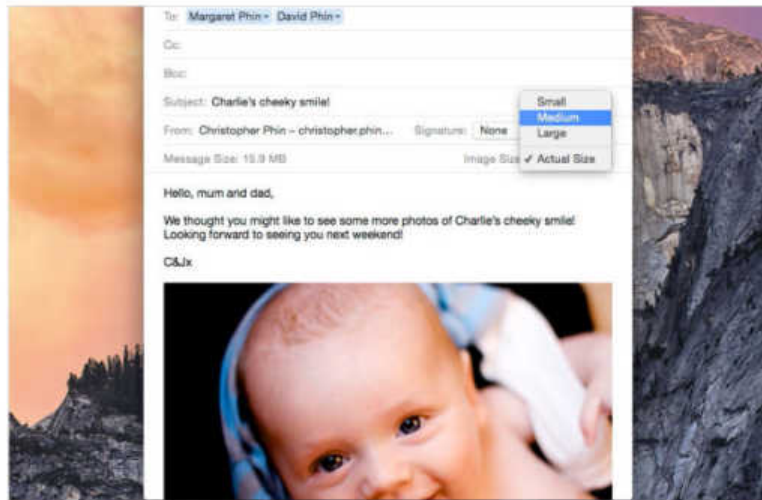 To: Margaret Phin David Phin
Cc:
Bcc:
Subject: Charlie's cheeky smile!
From: Christopher Phin – christopher.phin... Signature: None
Message Size: 15.9 MB Image Size
Small
Medium
Large
✓ Actual Size
Hello, mum and dad,
We thought you might like to see some more photos of Charlie's cheeky smile!
Looking forward to seeing you next weekend!
C&Jx